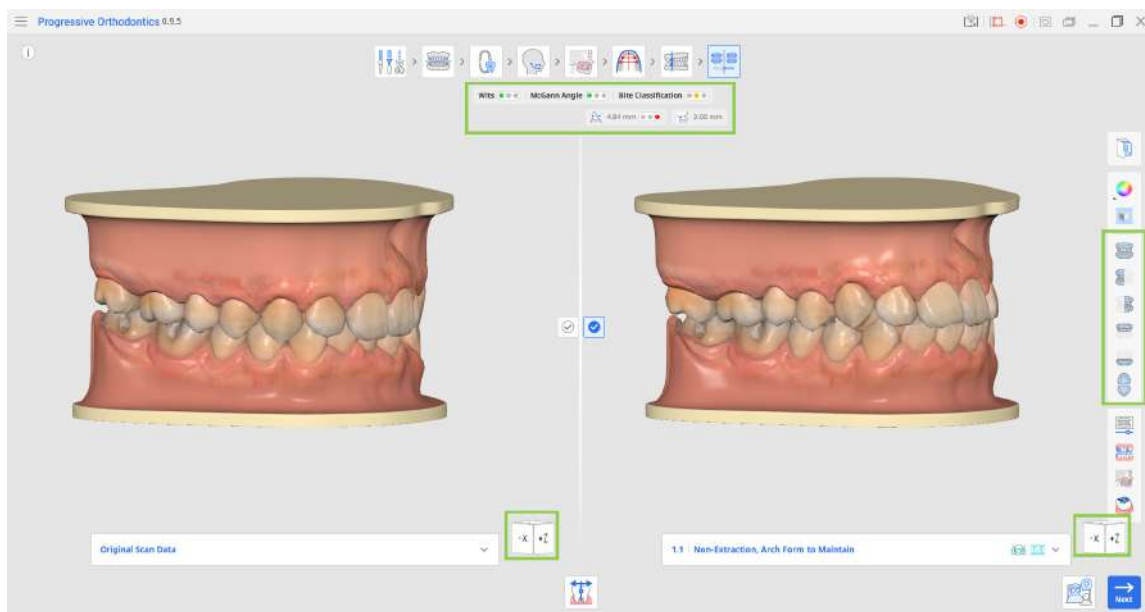 Progressive Orthodontics 0.9.5
Wits McGann Angle Bite Classification
4.84 mm 3.00 mm
Original Scan Data
-X +Z
1.1 Non-Extraction, Arch Form to Maintain
-X +Z
Next